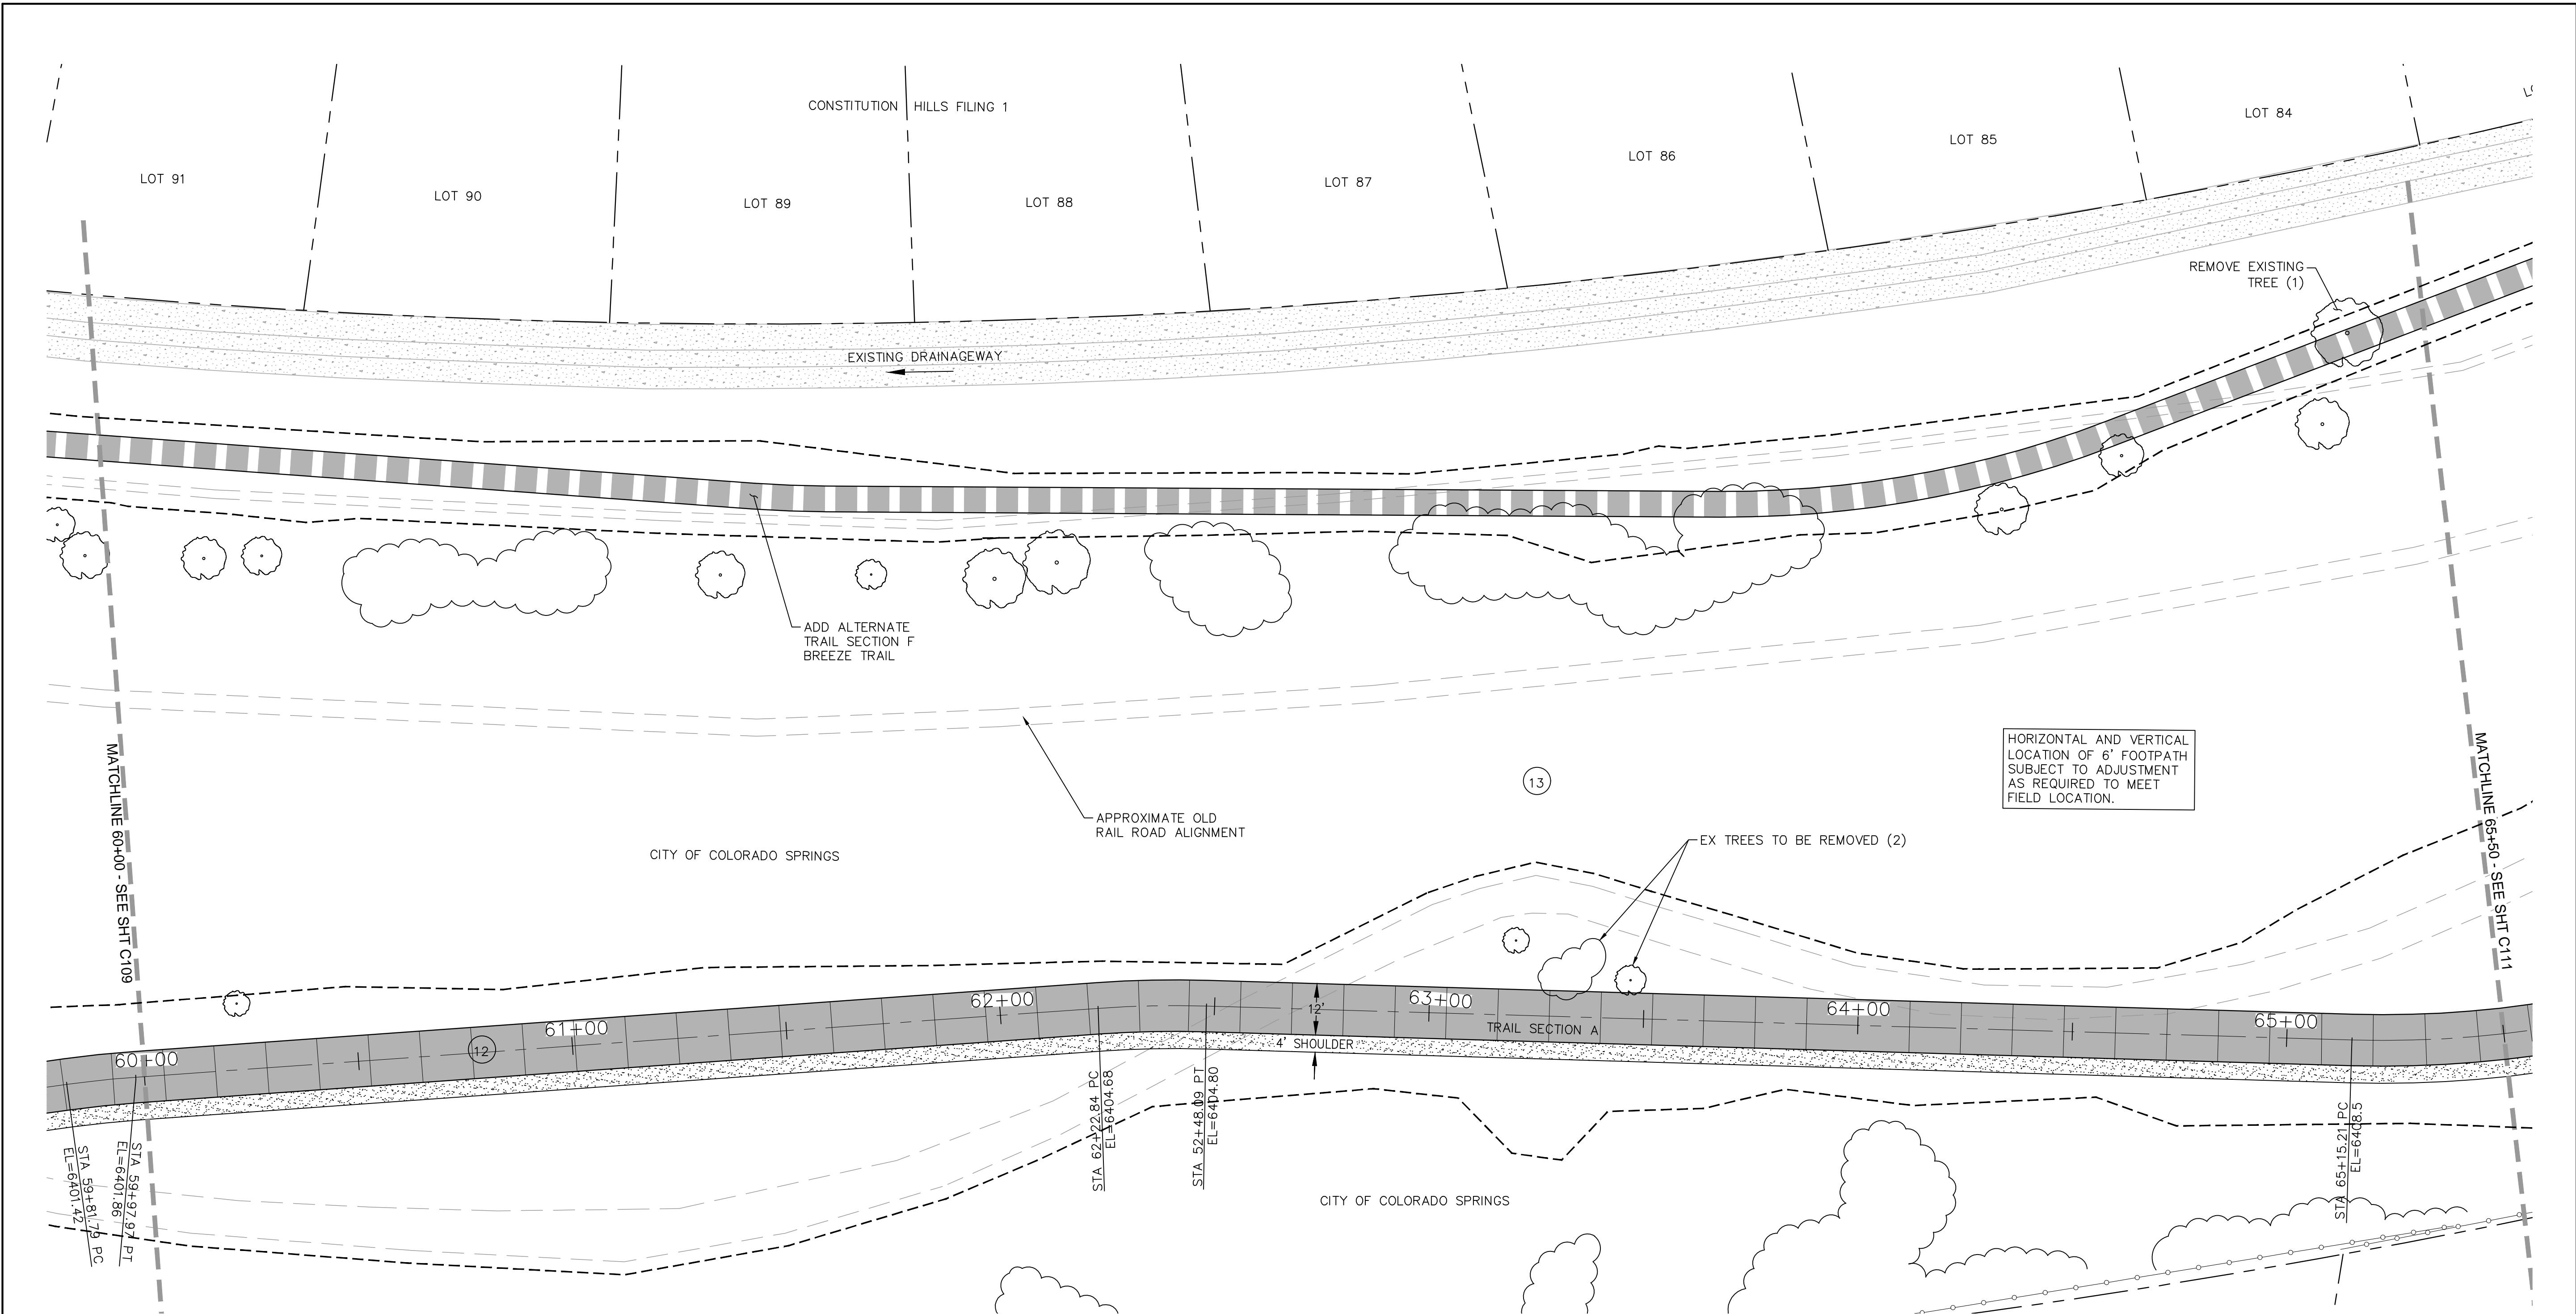 CONSTITUTION HILLS FILING 1
LOT 91
LOT 90
LOT 89
LOT 88
LOT 87
LOT 86
LOT 85
LOT 84
EXISTING DRAINAGEWAY
REMOVE EXISTING
TREE (1)
ADD ALTERNATE
TRAIL SECTION F
BREEZE TRAIL
APPROXIMATE OLD
RAIL ROAD ALIGNMENT
13
HORIZONTAL AND VERTICAL
LOCATION OF 6' FOOTPATH
SUBJECT TO ADJUSTMENT
AS REQUIRED TO MEET
FIELD LOCATION.
MATCHLINE 60+00 - SEE SHT C109
MATCHLINE 65+50 - SEE SHT C111
CITY OF COLORADO SPRINGS
EX TREES TO BE REMOVED (2)
60+00
61+00
62+00
63+00
64+00
65+00
12
12'
TRAIL SECTION A
4' SHOULDER
STA 59+81.79 PC
EL=6401.42
STA 59+97.97 PT
EL=6401.86
STA 62+22.84 PC
EL=6404.68
STA 52+48.09 PT
EL=6404.80
STA 65+15.21 PC
EL=6408.5
CITY OF COLORADO SPRINGS